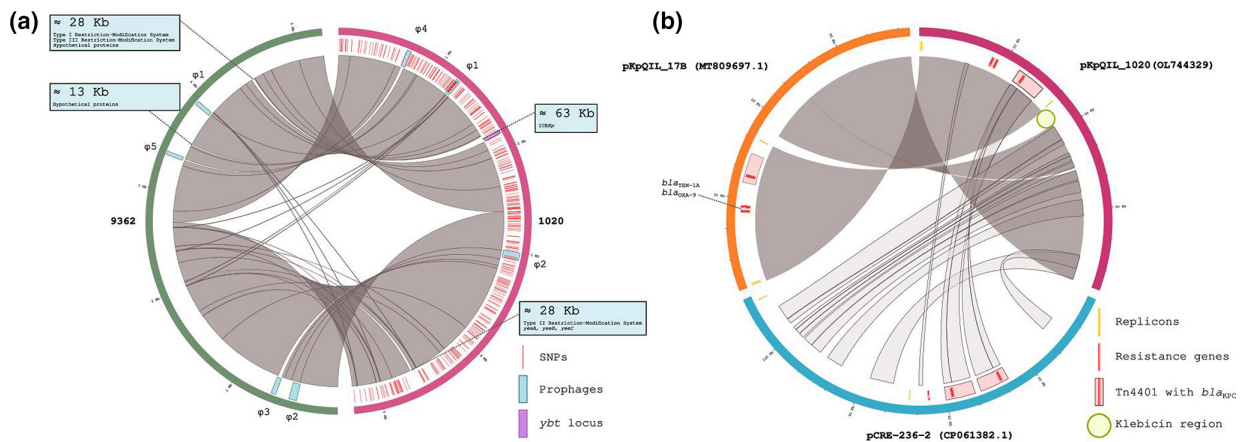 (a)
≈ 28 Kb
Type I Restriction-Modification System
Type III Restriction-Modification System
Hypothetical proteins
φ4
φ1
φ1
≈ 13 Kb
Hypothetical proteins
≈ 63 Kb
ICEKp
φ5
9362
1020
φ2
≈ 28 Kb
Type II Restriction-Modification System
yeeA, yeeB, yeeC
SNPs
Prophages
ybt locus
φ3
φ2
(b)
pKpQIL_17B (MT809697.1)
pKpQIL_1020(OL744329)
blaTEM-1A
blaOXA-9
Replicons
Resistance genes
Tn4401 with blaKPC
Klebicin region
pCRE-236-2 (CP061382.1)